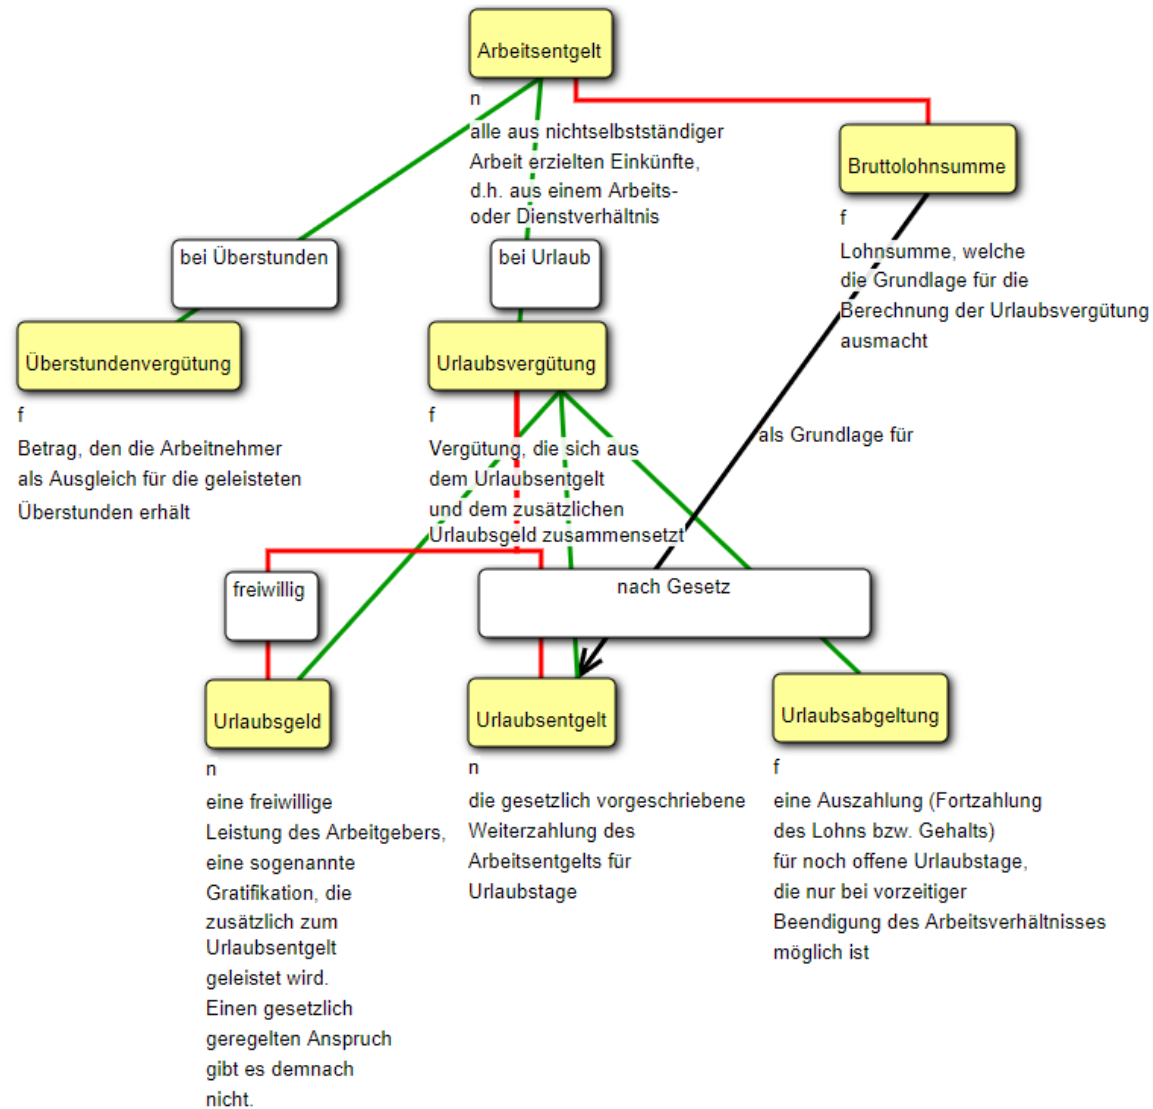 Arbeitsentgelt
n
alle aus nichtselbstständiger
Arbeit erzielten Einkünfte,
d.h. aus einem Arbeits-
oder Dienstverhältnis
Bruttolohnsumme
f
Lohnsumme, welche
die Grundlage für die
Berechnung der Urlaubsvergütung
ausmacht
bei Überstunden
bei Urlaub
Überstundenvergütung
f
Betrag, den die Arbeitnehmer
als Ausgleich für die geleisteten
Überstunden erhält
Urlaubsvergütung
f
Vergütung, die sich aus
dem Urlaubsentgelt
und dem zusätzlichen
Urlaubsgeld zusammensetzt
als Grundlage für
freiwillig
nach Gesetz
Urlaubsgeld
n
eine freiwillige
Leistung des Arbeitgebers,
eine sogenannte
Gratifikation, die
zusätzlich zum
Urlaubsentgelt
geleistet wird.
Einen gesetzlich
geregelten Anspruch
gibt es demnach
nicht.
Urlaubsentgelt
n
die gesetzlich vorgeschriebene
Weiterzahlung des
Arbeitsentgelts für
Urlaubstage
Urlaubsabgeltung
f
eine Auszahlung (Fortzahlung
des Lohns bzw. Gehalts)
für noch offene Urlaubstage,
die nur bei vorzeitiger
Beendigung des Arbeitsverhältnisses
möglich ist